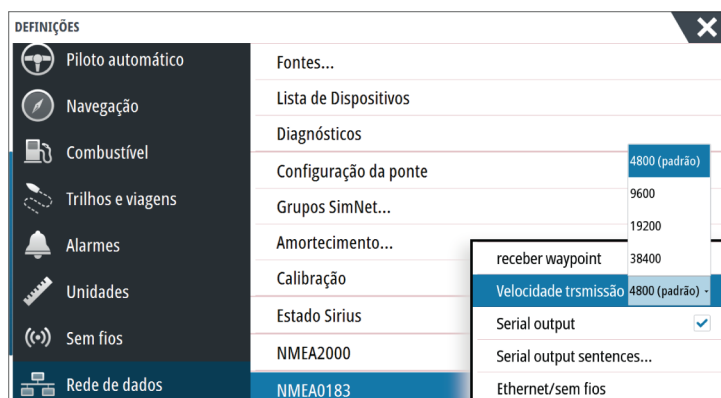 DEFINIÇÕES
Piloto automático
Navegação
Combustível
Trilhos e viagens
Alarmes
Unidades
Sem fios
Rede de dados
Fontes...
Lista de Dispositivos
Diagnósticos
Configuração da ponte
Grupos SimNet...
Amortecimento...
Calibração
Estado Sirius
NMEA2000
NMEA0183
4800 (padrão)
9600
19200
38400
receber waypoint
Velocidade trsmissão 4800 (padrão)
Serial output
Serial output sentences...
Ethernet/sem fios